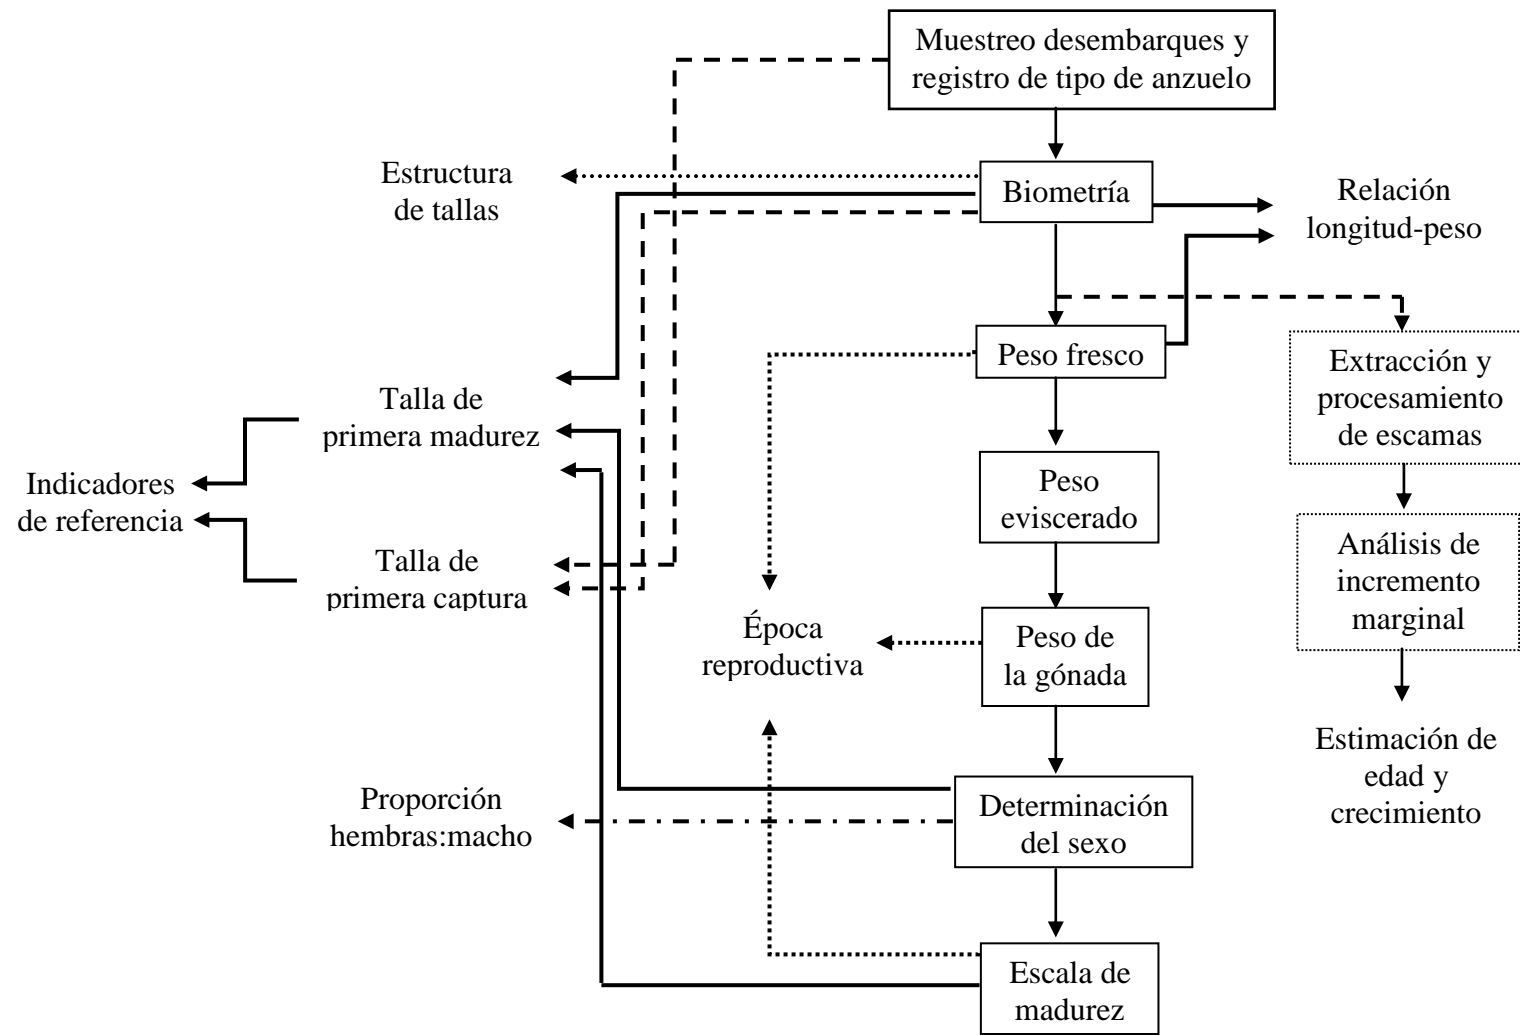 Muestreo desembarques y
registro de tipo de anzuelo
Estructura
de tallas
Biometría
Relación
longitud-peso
Peso fresco
Extracción y
procesamiento
de escamas
Talla de
primera madurez
Indicadores
de referencia
Peso
eviscerado
Talla de
primera captura
Análisis de
incremento
marginal
Época
reproductiva
Peso de
la gónada
Estimación de
edad y
crecimiento
Proporción
hembras:macho
Determinación
del sexo
Escala de
madurez